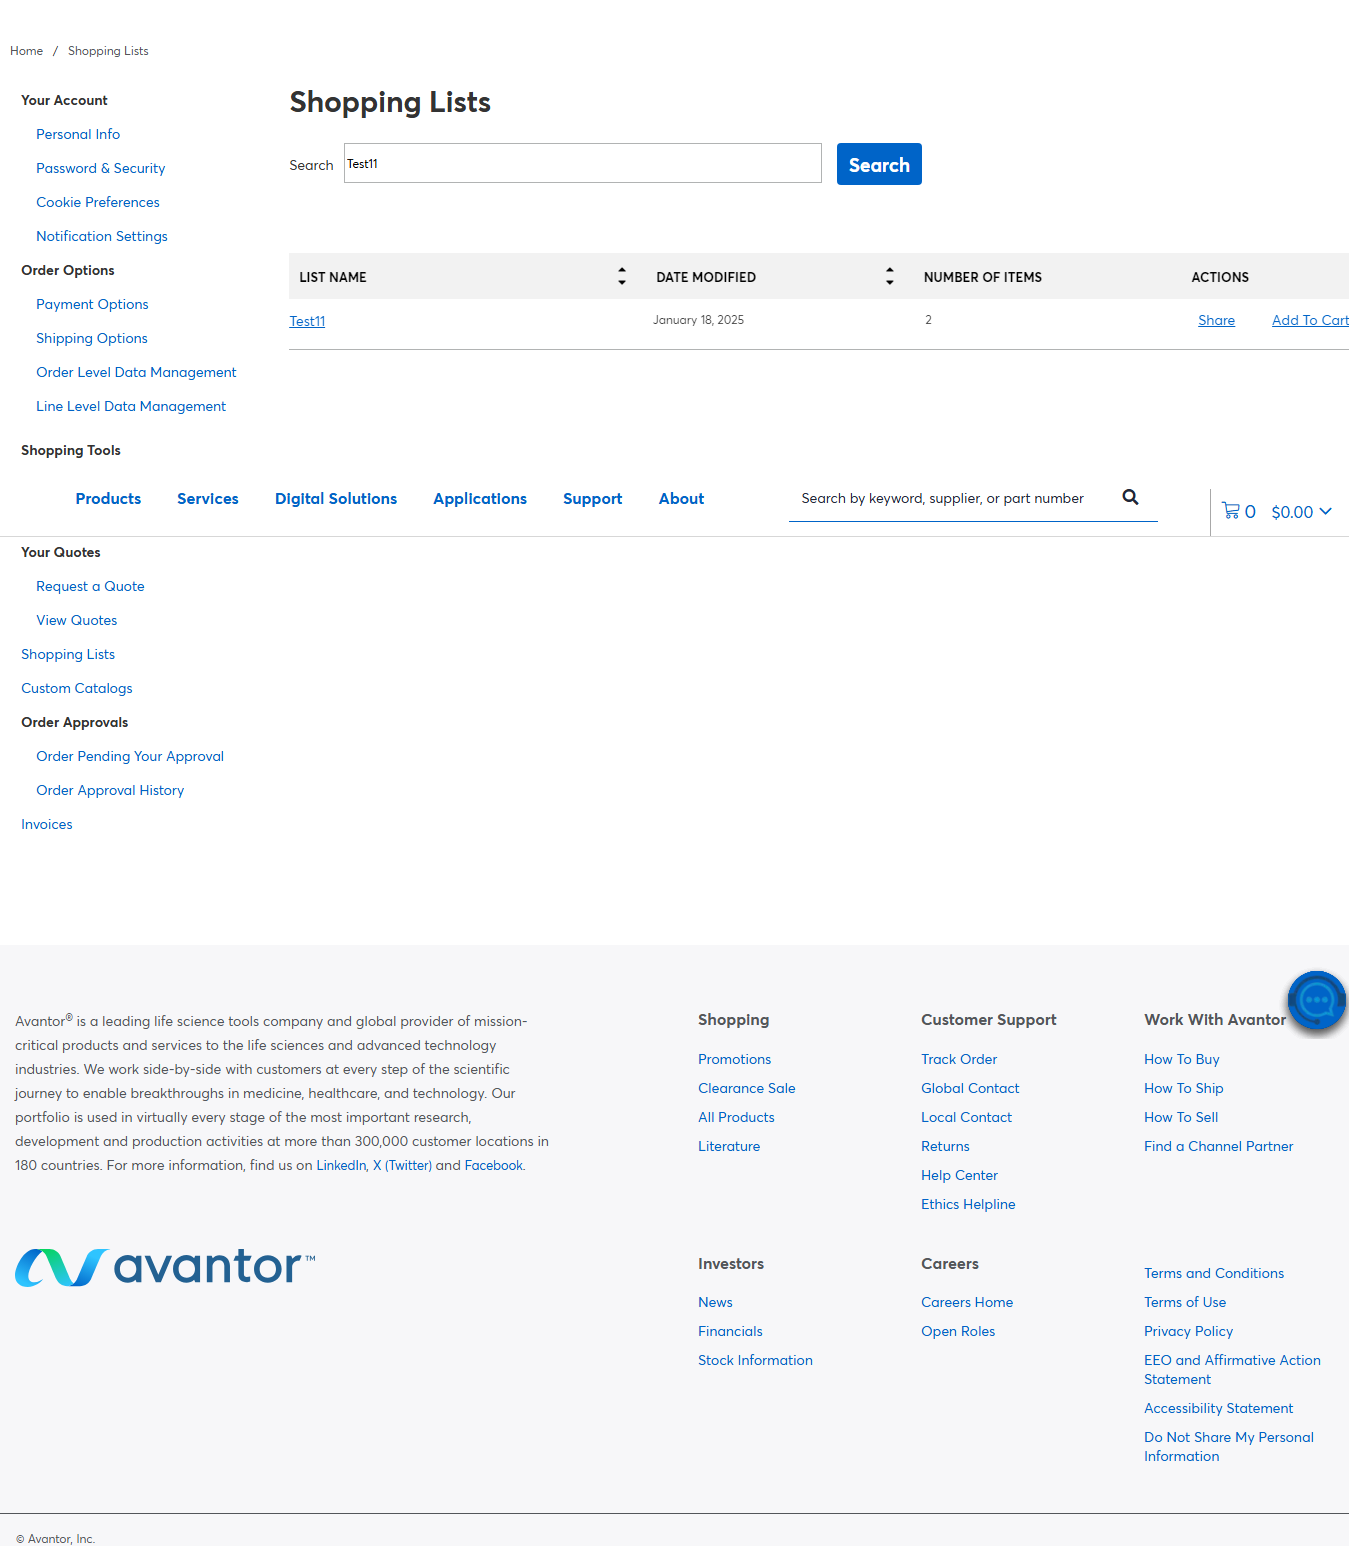 Home / Shopping Lists
Your Account
Personal Info
Password & Security
Cookie Preferences
Notification Settings
Order Options
Payment Options
Shipping Options
Order Level Data Management
Line Level Data Management
Shopping Tools
Shopping Lists
Search Test11 Search
LIST NAME DATE MODIFIED NUMBER OF ITEMS ACTIONS
Test11 January 18, 2025 2 Share Add To Cart
Products Services Digital Solutions Applications Support About Search by keyword, supplier, or part number 0 $0.00
Your Quotes
Request a Quote
View Quotes
Shopping Lists
Custom Catalogs
Order Approvals
Order Pending Your Approval
Order Approval History
Invoices
Avantor® is a leading life science tools company and global provider of mission-
critical products and services to the life sciences and advanced technology
industries. We work side-by-side with customers at every step of the scientific
journey to enable breakthroughs in medicine, healthcare, and technology. Our
portfolio is used in virtually every stage of the most important research,
development and production activities at more than 300,000 customer locations in
180 countries. For more information, find us on LinkedIn, X (Twitter) and Facebook.
avantor™
Shopping
Promotions
Clearance Sale
All Products
Literature
Customer Support
Track Order
Global Contact
Local Contact
Returns
Help Center
Ethics Helpline
Work With Avantor
How To Buy
How To Ship
How To Sell
Find a Channel Partner
Investors
News
Financials
Stock Information
Careers
Careers Home
Open Roles
Terms and Conditions
Terms of Use
Privacy Policy
EEO and Affirmative Action
Statement
Accessibility Statement
Do Not Share My Personal
Information
© Avantor, Inc.